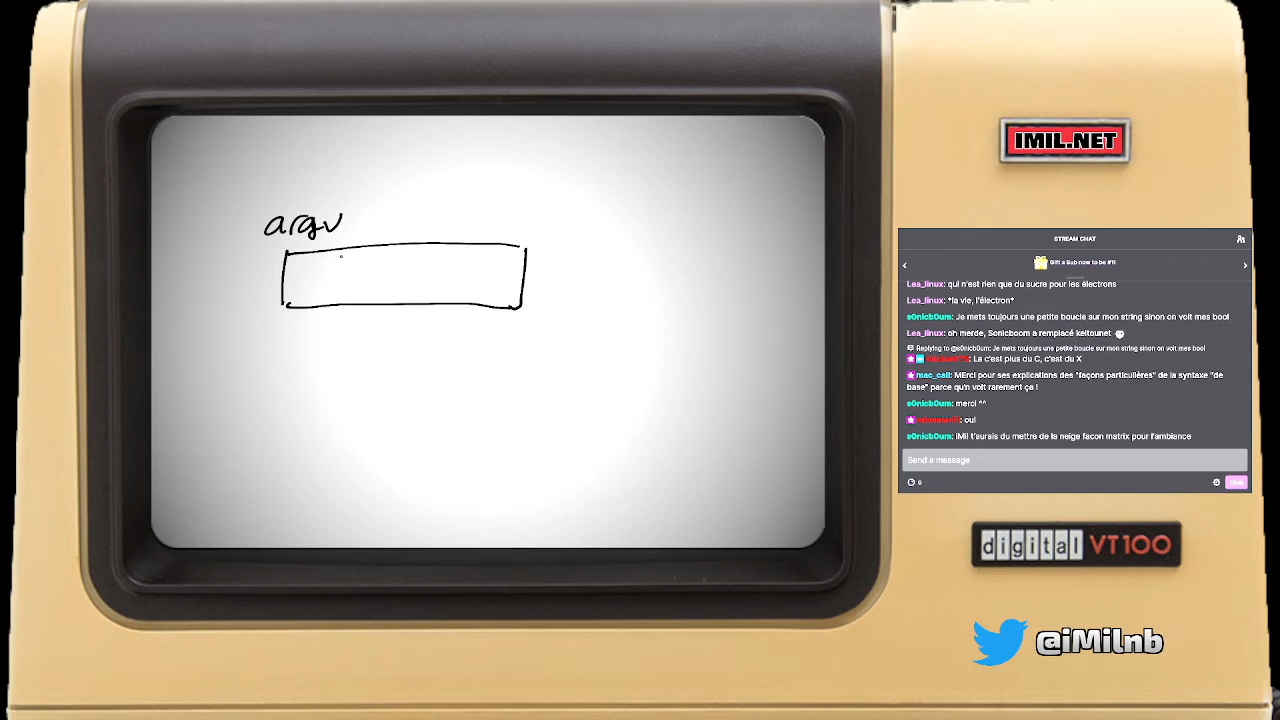 argv
IMIL.NET
STREAM CHAT
Gift a Sub now to be #1!
Lea_linux: qui n'est rien que du sucre pour les électrons
Lea_linux: *la vie, l'électron*
s0nicb0um: Je mets toujours une petite boucle sur mon string sinon on voit mes bool
Lea_linux: oh merde, Sonicboom a remplacé keitounet
Replying to @s0nicb0um: Je mets toujours une petite boucle sur mon string sinon on voit mes bool
: La c'est plus du C, c'est du X
mac_cali: MErci pour ses explications des "façons particulières" de la syntaxe "de
base" parce qu'n voit rarement ça !
s0nicb0um: merci ^^
: oui
s0nicb0um: iMil t'aurais du mettre de la neige facon matrix pour l'ambiance
Send a message
0
Chat
digital VT100
@iMilnb